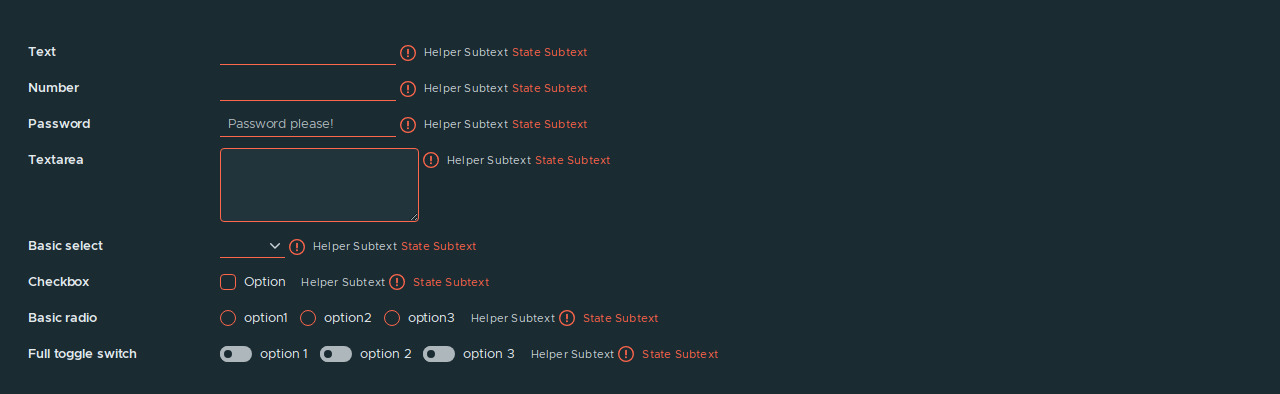 Text Helper Subtext State Subtext
Number Helper Subtext State Subtext
Password Password please! Helper Subtext State Subtext
Textarea Helper Subtext State Subtext
Basic select Helper Subtext State Subtext
Checkbox Option Helper Subtext State Subtext
Basic radio option1 option2 option3 Helper Subtext State Subtext
Full toggle switch option 1 option 2 option 3 Helper Subtext State Subtext